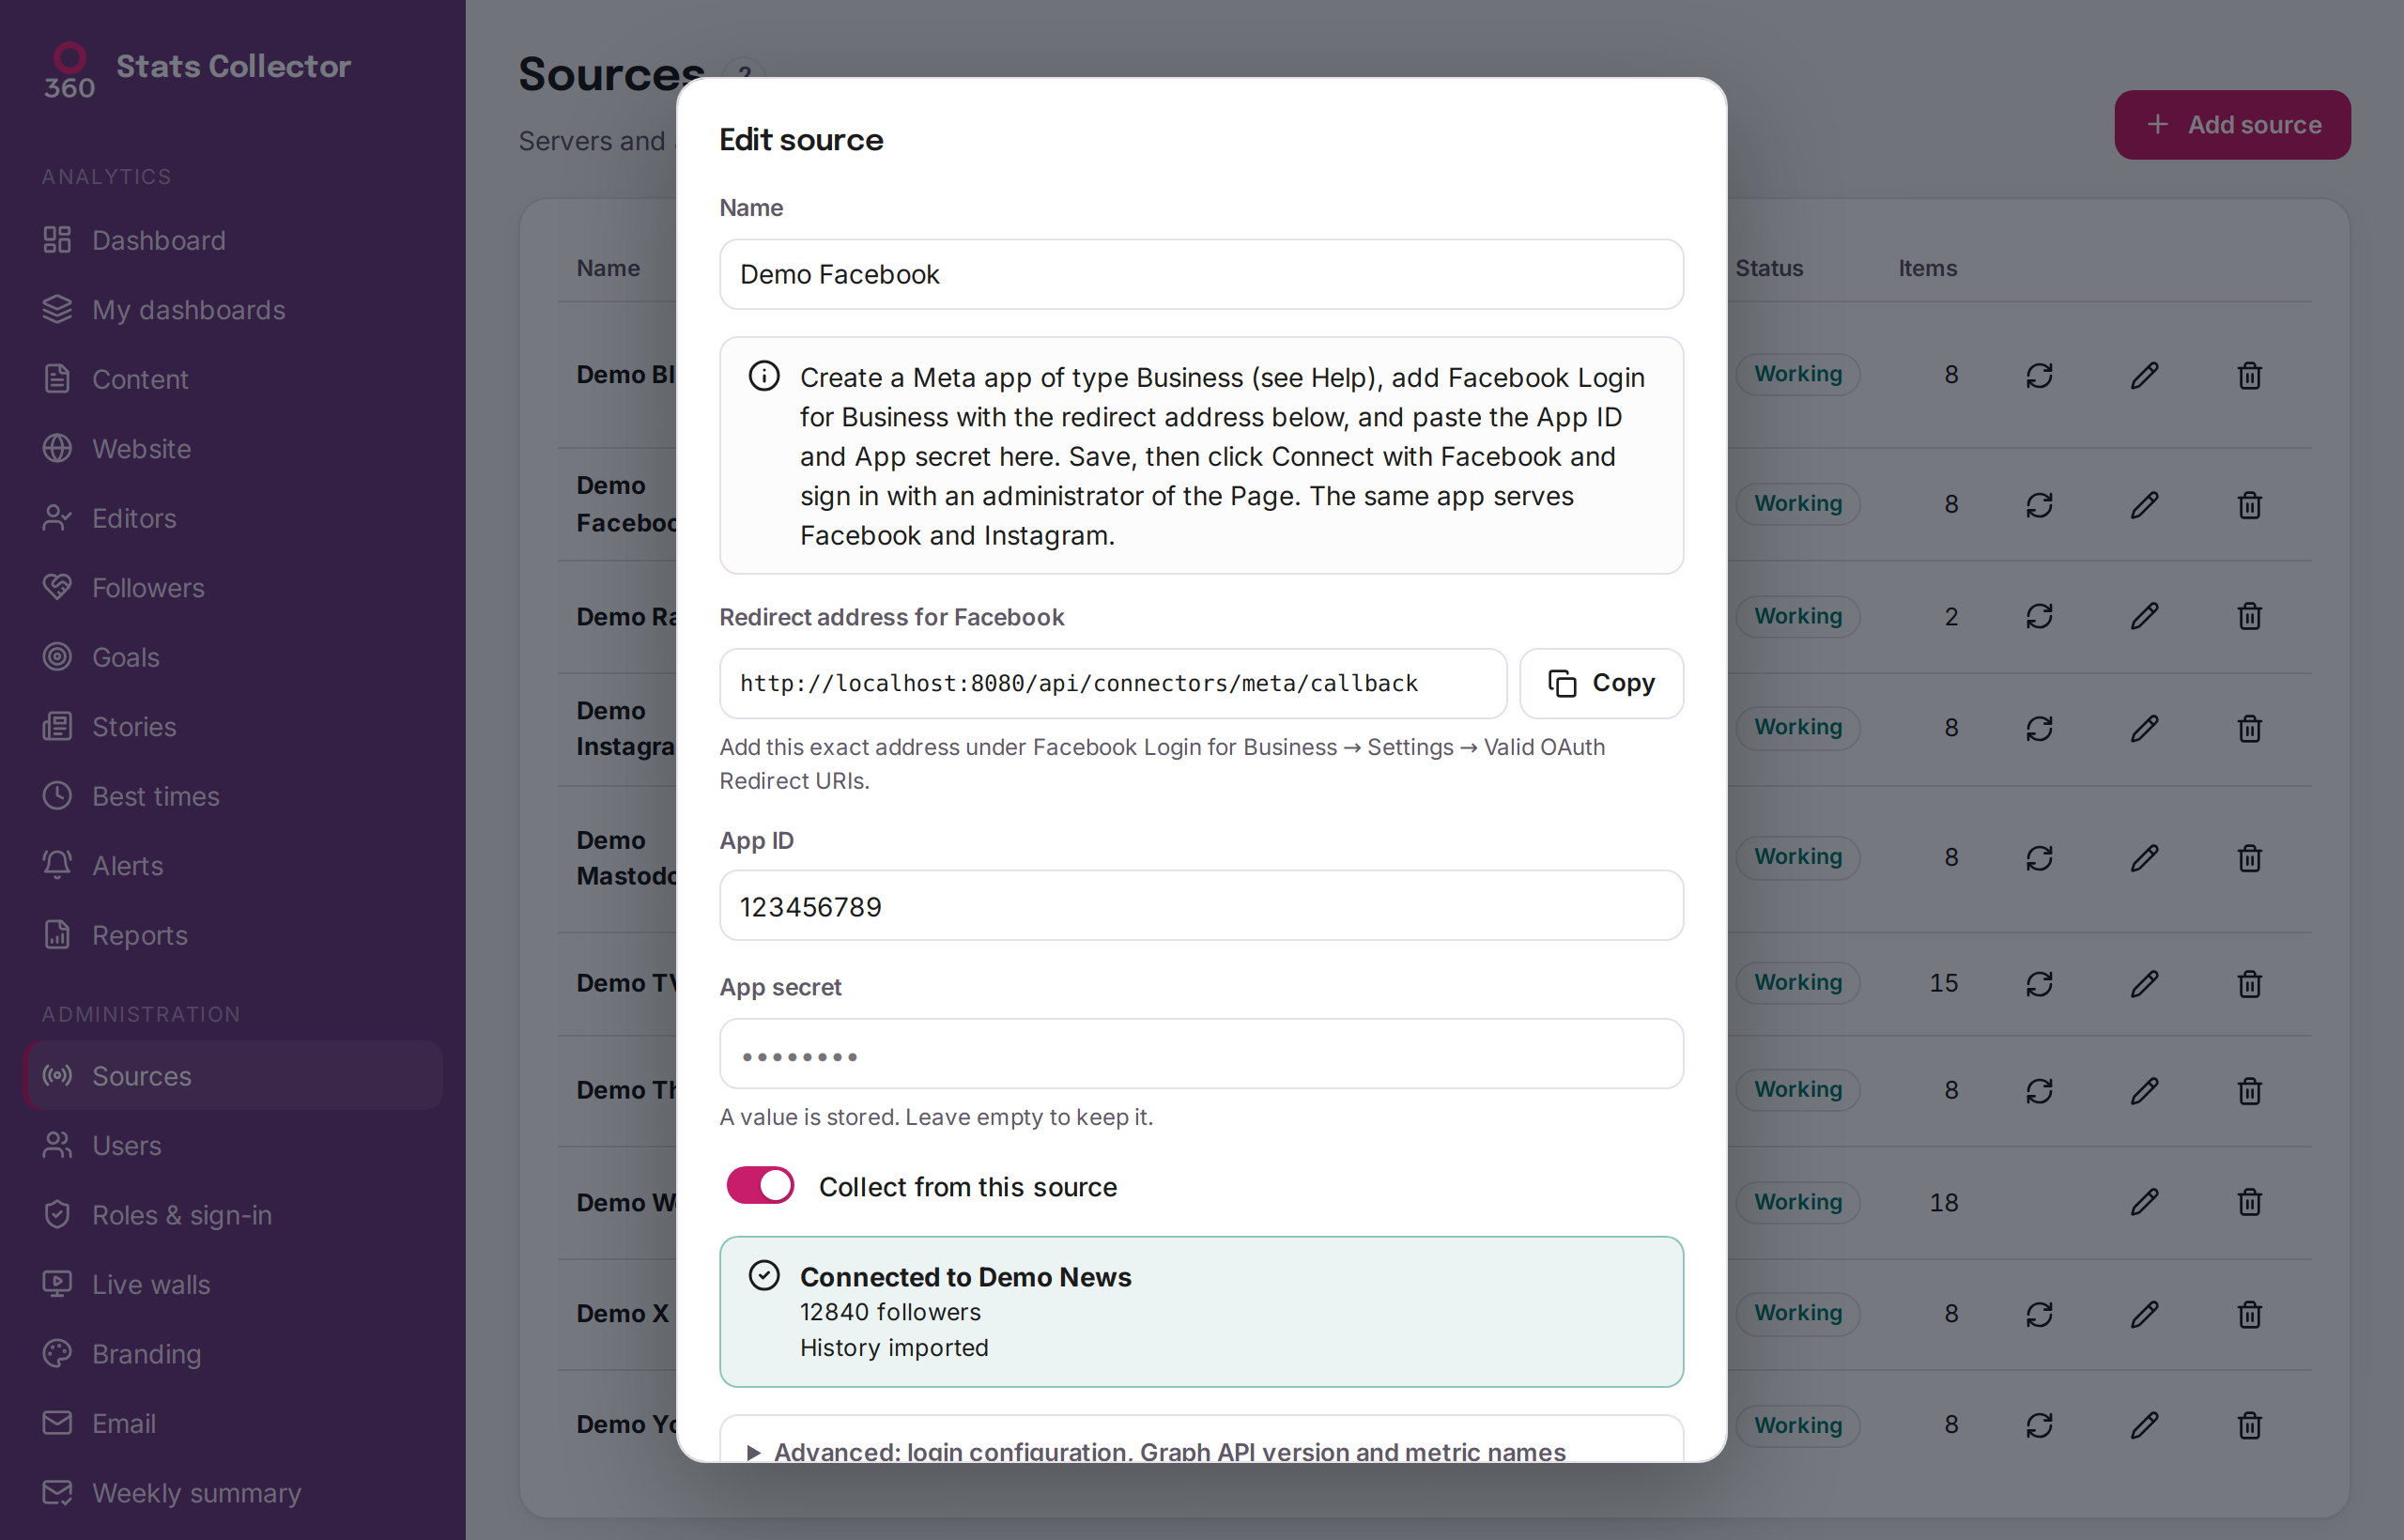 360
Stats Collector
ANALYTICS
Dashboard
My dashboards
Content
Website
Editors
Followers
Goals
Stories
Best times
Alerts
Reports
ADMINISTRATION
Sources
Users
Roles & sign-in
Live walls
Branding
Email
Weekly summary
Sources
Servers and
Add source
Name
Status
Items
Demo
Working
8
Demo
Working
8
Demo
Working
2
Demo
Working
8
Demo
Working
8
Demo
Working
15
Demo
Working
8
Demo
Working
18
Demo X
Working
8
Demo
Working
8
Edit source
Name
Demo Facebook
Create a Meta app of type Business (see Help), add Facebook Login
for Business with the redirect address below, and paste the App ID
and App secret here. Save, then click Connect with Facebook and
sign in with an administrator of the Page. The same app serves
Facebook and Instagram.
Redirect address for Facebook
http://localhost:8080/api/connectors/meta/callback
Copy
Add this exact address under Facebook Login for Business → Settings → Valid OAuth
Redirect URIs.
App ID
123456789
App secret
••••••••
A value is stored. Leave empty to keep it.
Collect from this source
Connected to Demo News
12840 followers
History imported
Advanced: login configuration, Graph API version and metric names